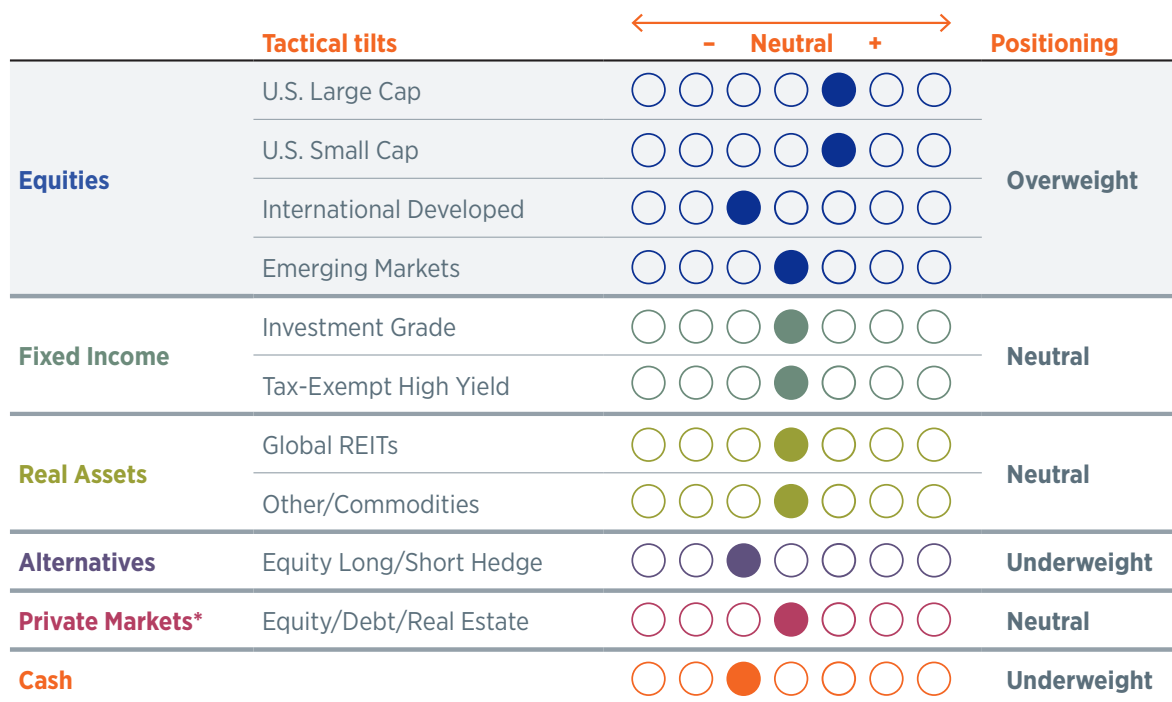 Tactical tilts – Neutral + Positioning
Equities
U.S. Large Cap
U.S. Small Cap
International Developed
Emerging Markets
Overweight
Fixed Income
Investment Grade
Tax-Exempt High Yield
Neutral
Real Assets
Global REITs
Other/Commodities
Neutral
Alternatives Equity Long/Short Hedge Underweight
Private Markets* Equity/Debt/Real Estate Neutral
Cash Underweight